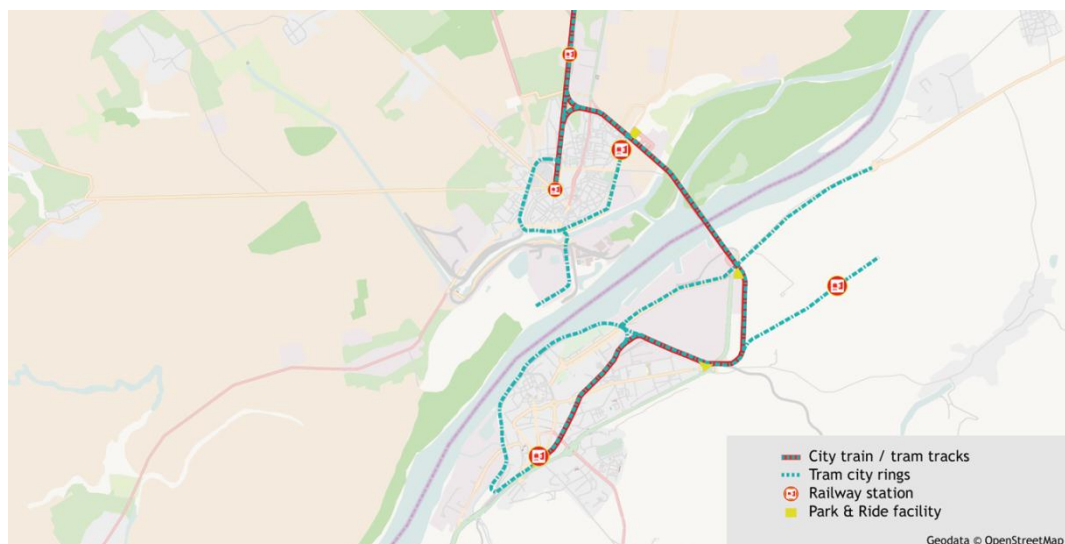 City train / tram tracks
Tram city rings
Railway station
Park & Ride facility
Geodata © OpenStreetMap